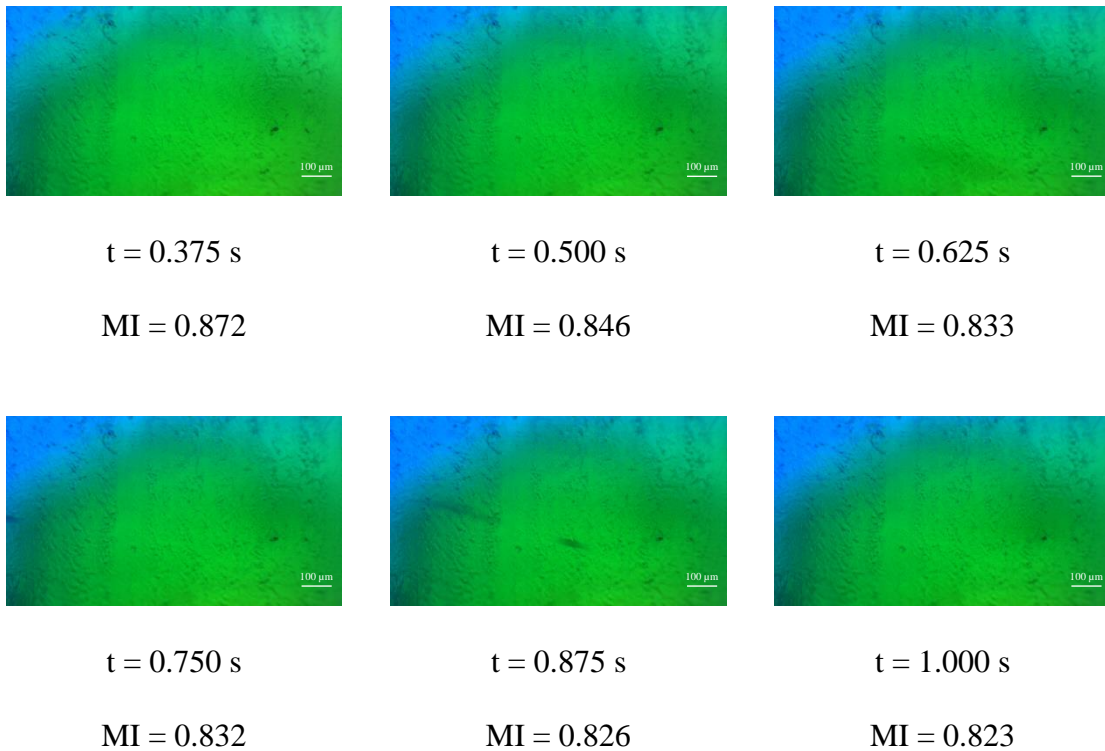 100 µm 100 µm 100 µm
t = 0.375 s t = 0.500 s t = 0.625 s
MI = 0.872 MI = 0.846 MI = 0.833
100 µm 100 µm 100 µm
t = 0.750 s t = 0.875 s t = 1.000 s
MI = 0.832 MI = 0.826 MI = 0.823